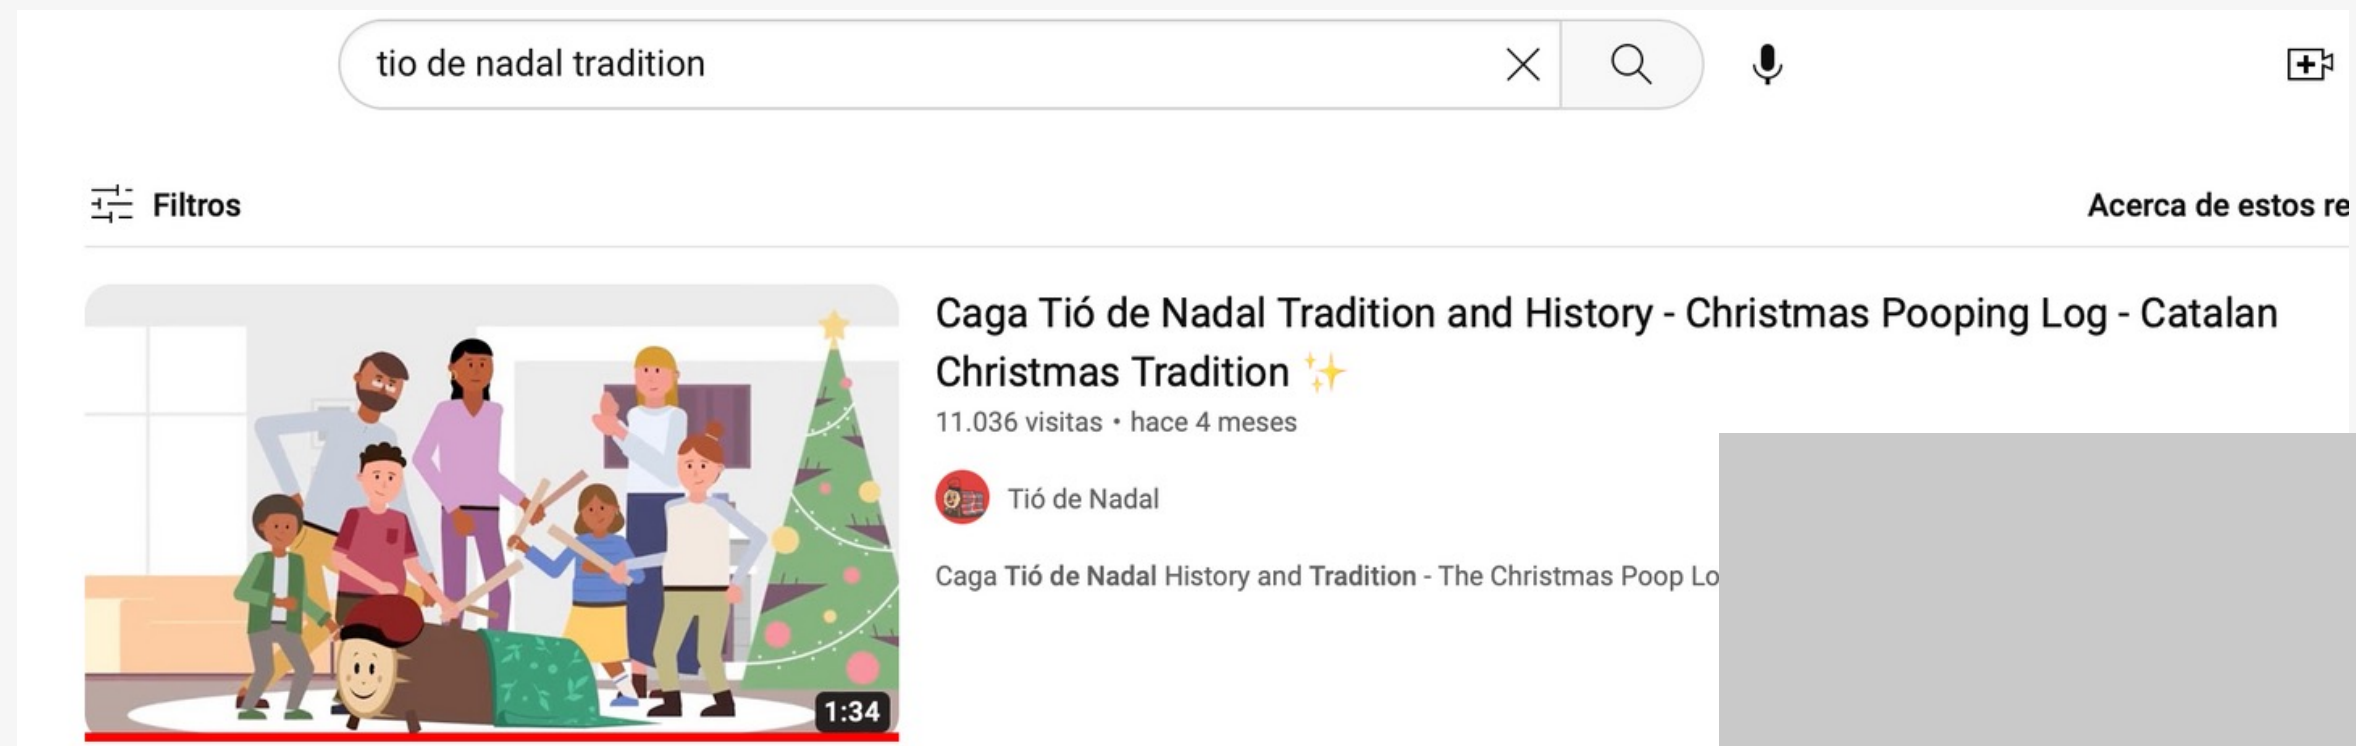 tio de nadal tradition
Filtros
Acerca de estos
Caga Tió de Nadal Tradition and History - Christmas Pooping Log - Catalan
Christmas Tradition ✨
11.036 visitas • hace 4 meses
Tió de Nadal
Caga Tió de Nadal History and Tradition - The Christmas Poop
1:34